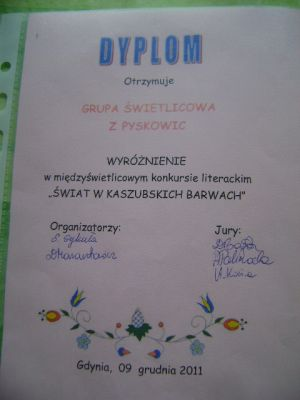 DYPLOM
Otrzymuje
GRUPA ŚWIETLICOWA
Z PYSKOWIC
WYRÓŻNIENIE
w międzyświetlicowym konkursie literackim
„ŚWIAT W KASZUBSKICH BARWACH"
Organizatorzy:
Jury:
Gdynia, 09 grudnia 2011